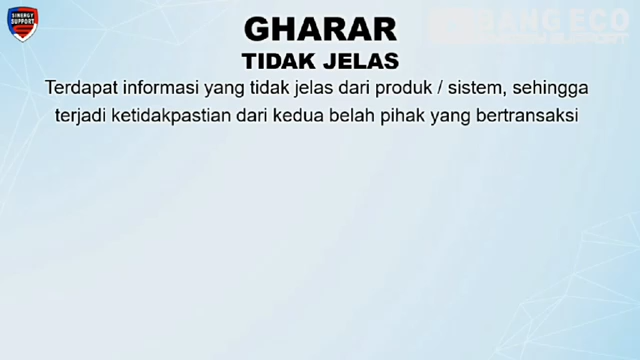 SINERGY
SUPPORT
GHARAR
TIDAK JELAS
Terdapat informasi yang tidak jelas dari produk / sistem, sehingga
terjadi ketidakpastian dari kedua belah pihak yang bertransaksi
ECO